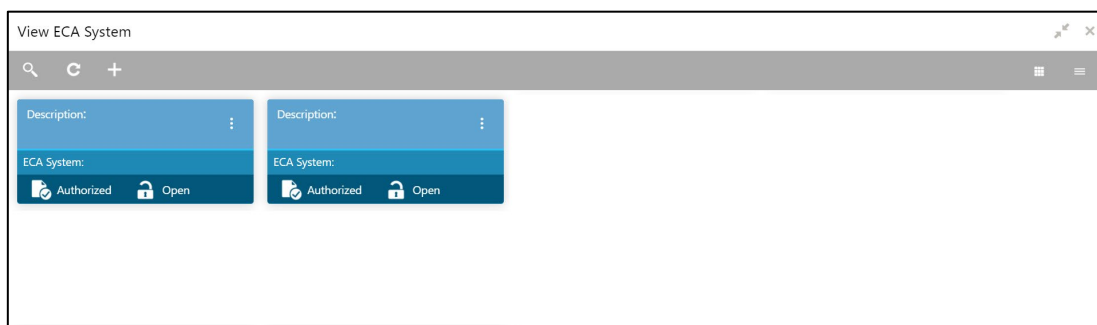 View ECA System
Description:
Description:
ECA System:
ECA System:
Authorized Open
Authorized Open